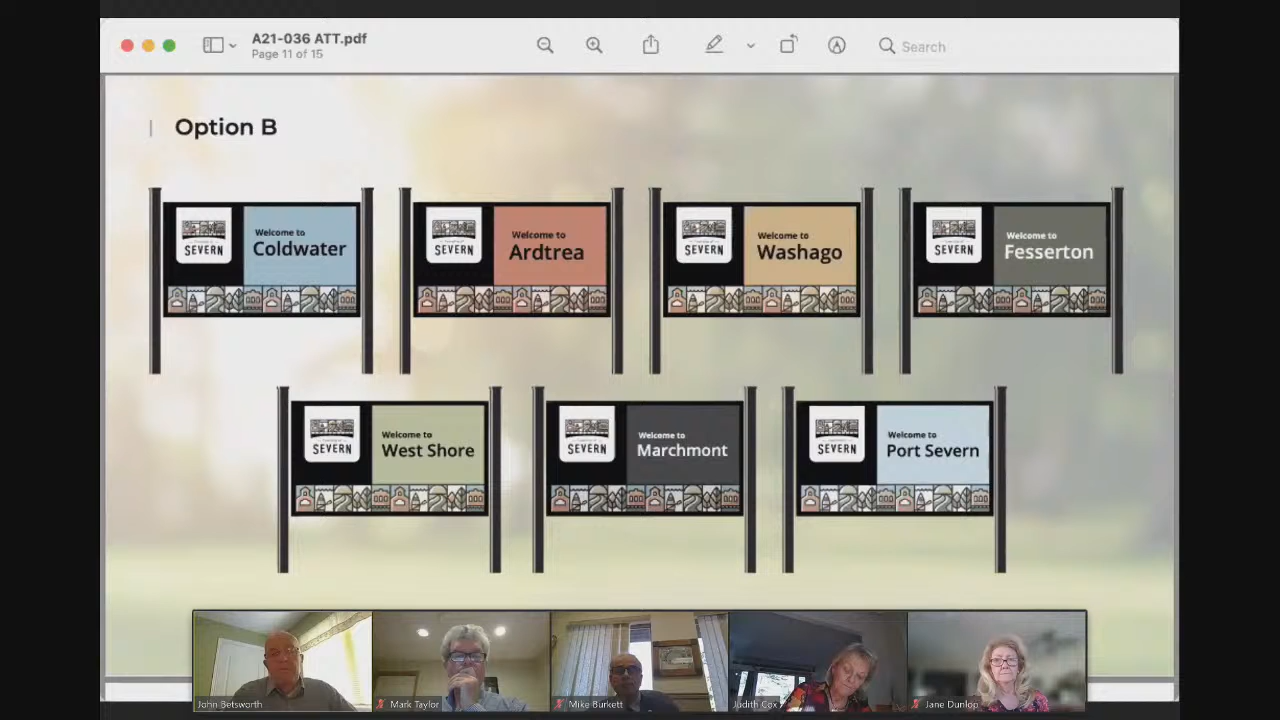 A21-036 ATT.pdf
Page 11 of 15
Search
Option B
SEVERN
Welcome to
Coldwater
SEVERN
Welcome to
Ardtrea
SEVERN
Welcome to
Washago
SEVERN
Welcome to
Fesserton
SEVERN
Welcome to
West Shore
SEVERN
Welcome to
Marchmont
SEVERN
Welcome to
Port Severn
John Betsworth
Mark Taylor
Mike Burkett
Judith Cox
Jane Dunlop